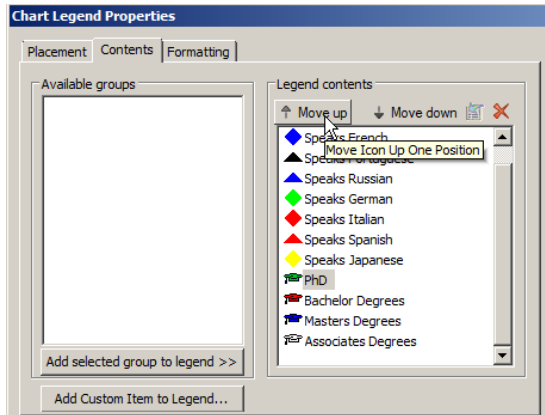 Chart Legend Properties
Placement Contents Formatting
Available groups
Add selected group to legend >>
Add Custom Item to Legend...
Legend contents
Move up Move down
Speaks French
Move Icon Up One Position
Speaks Portuguese
Speaks Russian
Speaks German
Speaks Italian
Speaks Spanish
Speaks Japanese
PhD
Bachelor Degrees
Masters Degrees
Associates Degrees